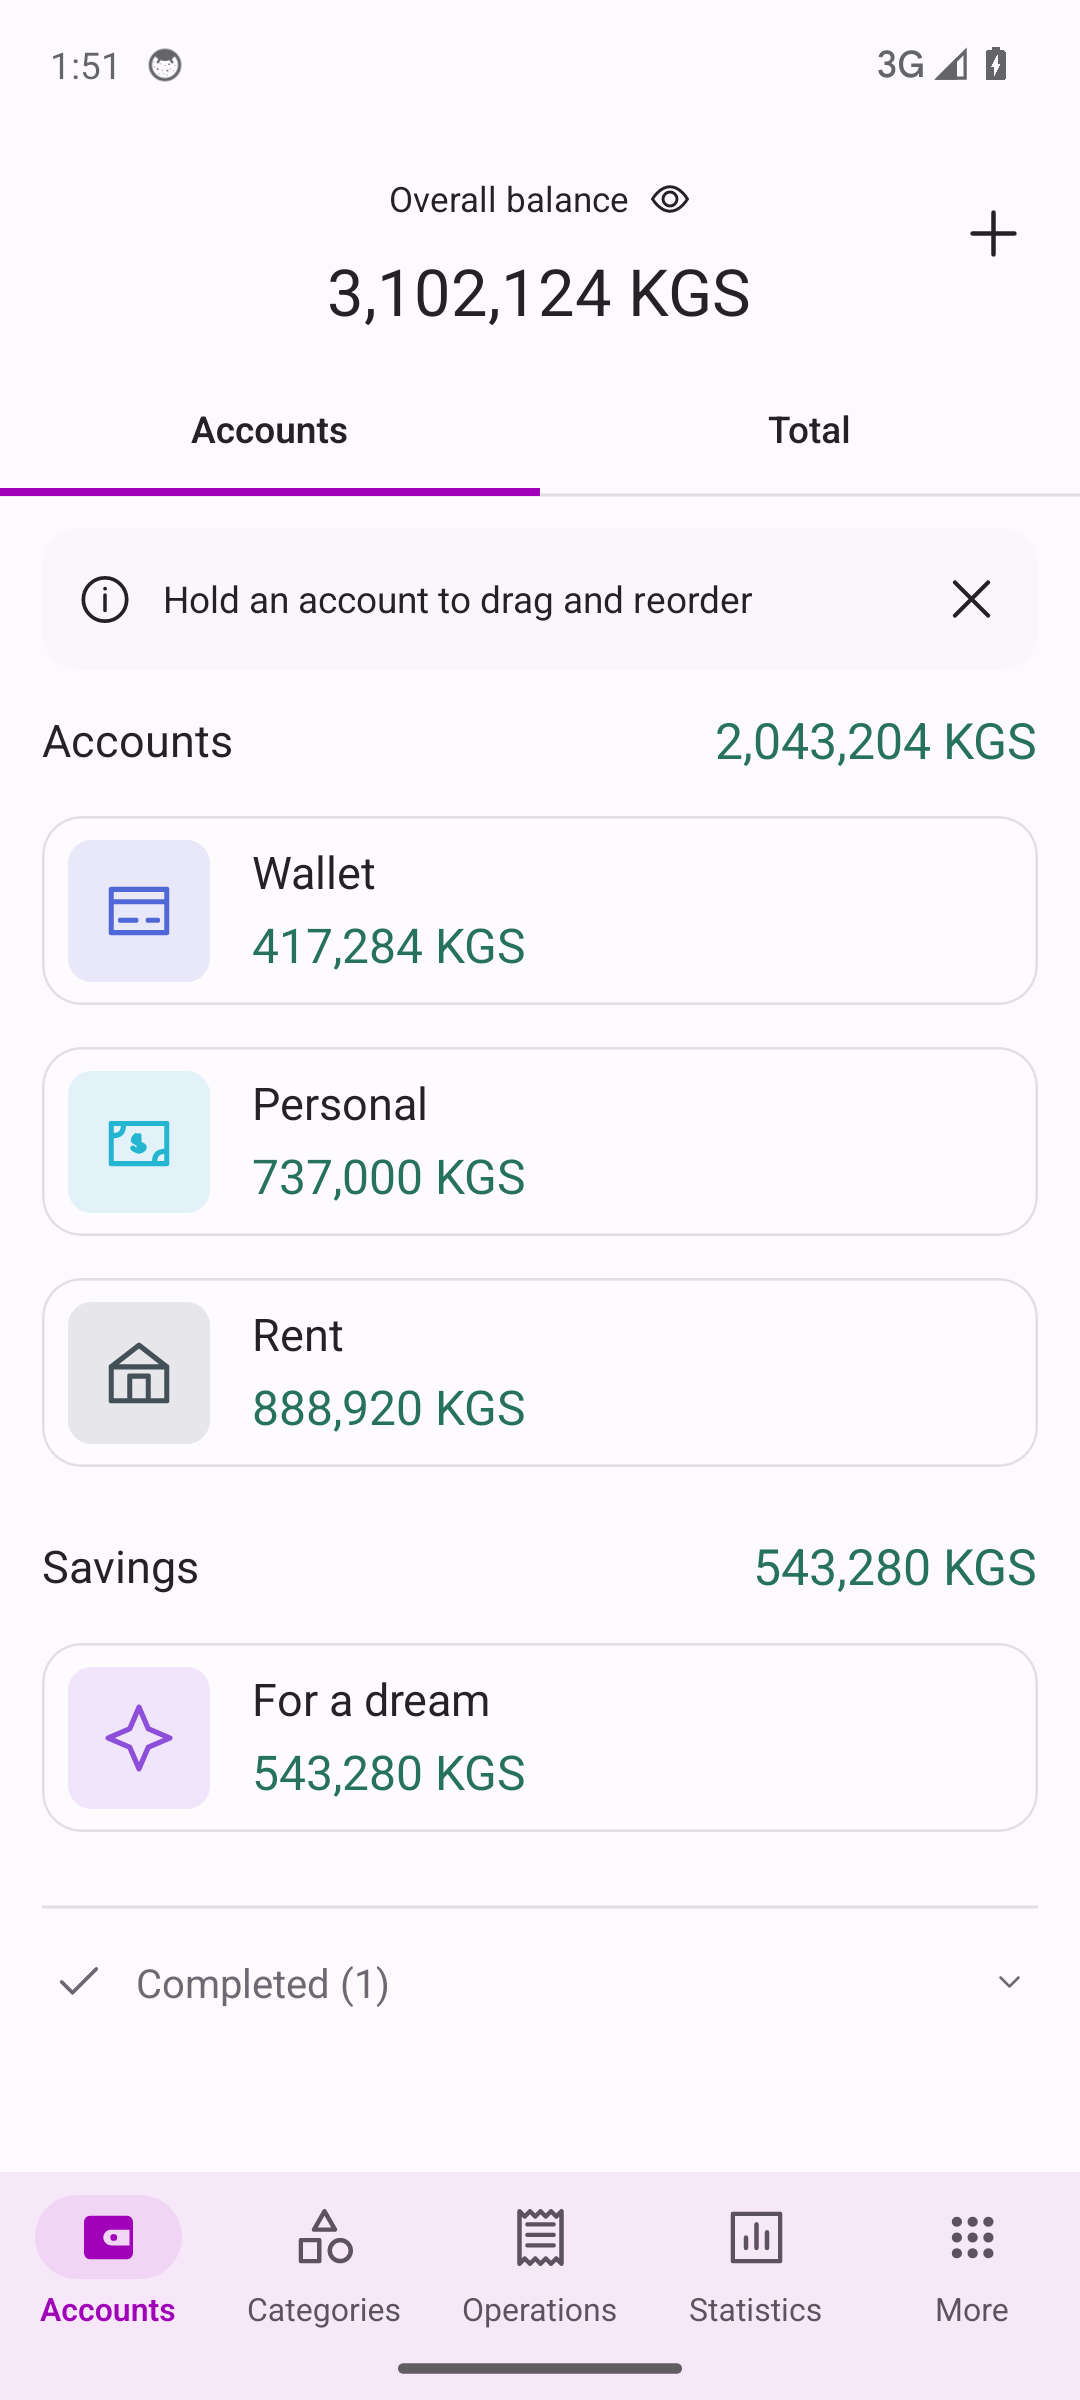 1:51
3G
Overall balance
3,102,124 KGS
Accounts
Total
Hold an account to drag and reorder
Accounts
2,043,204 KGS
Wallet
417,284 KGS
Personal
737,000 KGS
Rent
888,920 KGS
Savings
543,280 KGS
For a dream
543,280 KGS
Completed (1)
Accounts
Categories
Operations
Statistics
More